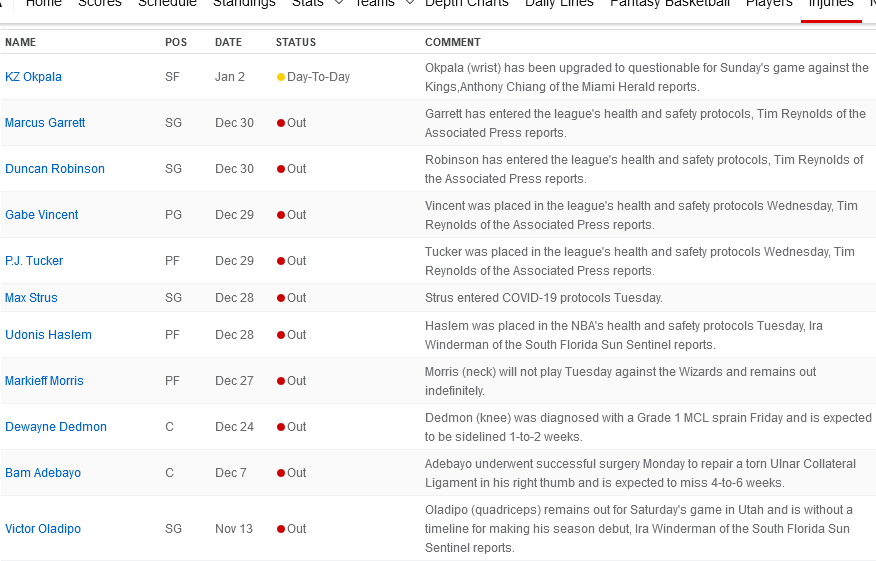 Home Scores Schedule Standings Stats Teams Depth Charts Daily Lines Fantasy Basketball Players Injuries
NAME POS DATE STATUS COMMENT
KZ Okpala SF Jan 2 Day-To-Day Okpala (wrist) has been upgraded to questionable for Sunday's game against the
Kings,Anthony Chiang of the Miami Herald reports.
Marcus Garrett SG Dec 30 Out Garrett has entered the league's health and safety protocols, Tim Reynolds of the
Associated Press reports.
Duncan Robinson SG Dec 30 Out Robinson has entered the league's health and safety protocols, Tim Reynolds of
the Associated Press reports.
Gabe Vincent PG Dec 29 Out Vincent was placed in the league's health and safety protocols Wednesday, Tim
Reynolds of the Associated Press reports.
P.J. Tucker PF Dec 29 Out Tucker was placed in the league's health and safety protocols Wednesday, Tim
Reynolds of the Associated Press reports.
Max Strus SG Dec 28 Out Strus entered COVID-19 protocols Tuesday.
Udonis Haslem PF Dec 28 Out Haslem was placed in the NBA's health and safety protocols Tuesday, Ira
Winderman of the South Florida Sun Sentinel reports.
Markieff Morris PF Dec 27 Out Morris (neck) will not play Tuesday against the Wizards and remains out
indefinitely.
Dewayne Dedmon C Dec 24 Out Dedmon (knee) was diagnosed with a Grade 1 MCL sprain Friday and is expected
to be sidelined 1-to-2 weeks.
Bam Adebayo C Dec 7 Out Adebayo underwent successful surgery Monday to repair a torn Ulnar Collateral
Ligament in his right thumb and is expected to miss 4-to-6 weeks.
Victor Oladipo SG Nov 13 Out Oladipo (quadriceps) remains out for Saturday's game in Utah and is without a
timeline for making his season debut, Ira Winderman of the South Florida Sun
Sentinel reports.